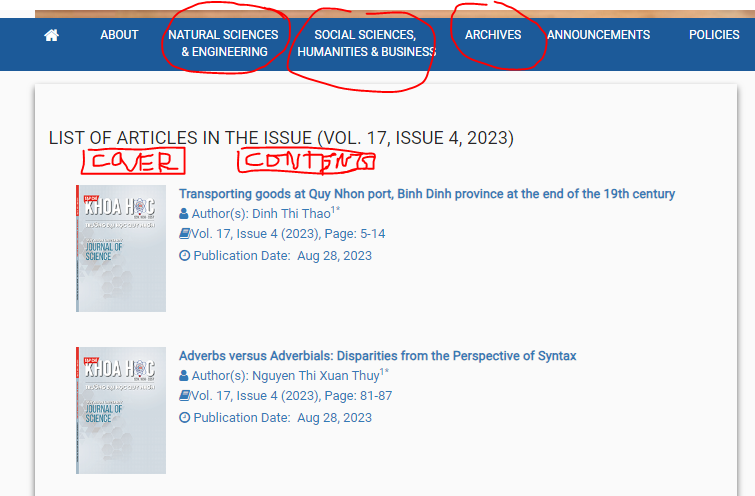 ABOUT NATURAL SCIENCES SOCIAL SCIENCES, ARCHIVES ANNOUNCEMENTS POLICIES
& ENGINEERING HUMANITIES & BUSINESS
LIST OF ARTICLES IN THE ISSUE (VOL. 17, ISSUE 4, 2023)
COVER CONTENTS
Transporting goods at Quy Nhon port, Binh Dinh province at the end of the 19th century
Author(s): Dinh Thi Thao1*
Vol. 17, Issue 4 (2023), Page: 5-14
Publication Date: Aug 28, 2023
TẠP CHÍ
KHOA HỌC
JOURNAL OF
SCIENCE
Adverbs versus Adverbials: Disparities from the Perspective of Syntax
Author(s): Nguyen Thi Xuan Thuy1*
Vol. 17, Issue 4 (2023), Page: 81-87
Publication Date: Aug 28, 2023
TẠP CHÍ
KHOA HỌC
JOURNAL OF
SCIENCE